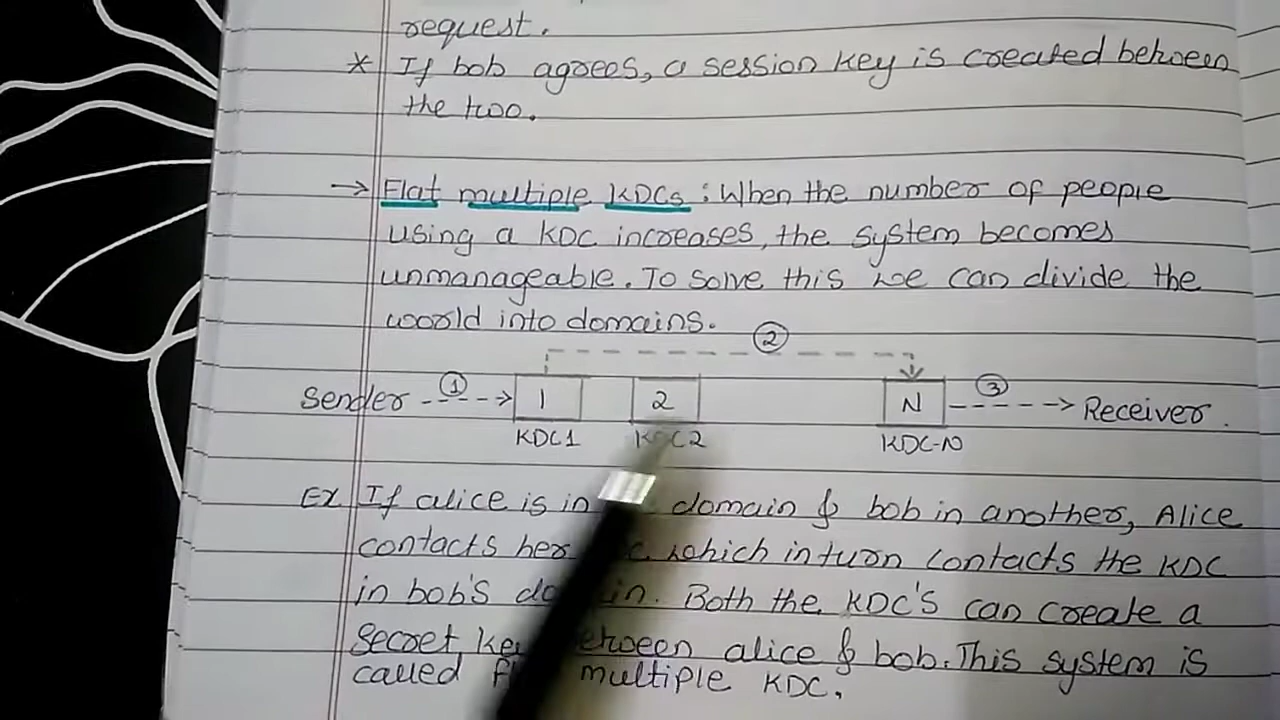 request.
* If bob agrees, a session key is created between
the two.
→ Flat multiple KDCs : When the number of people
using a KDC increases, the system becomes
unmanageable. To solve this we can divide the
world into domains.
2
Sender 1 1 2 N 3 Receiver.
KDC1 KDC2 KDC-N
Ex If alice is in domain & bob in another, Alice
contacts her which inturn contacts the KDC
in bob's domain. Both the KDC'S can create a
secret key between alice & bob. This system is
called multiple KDC.